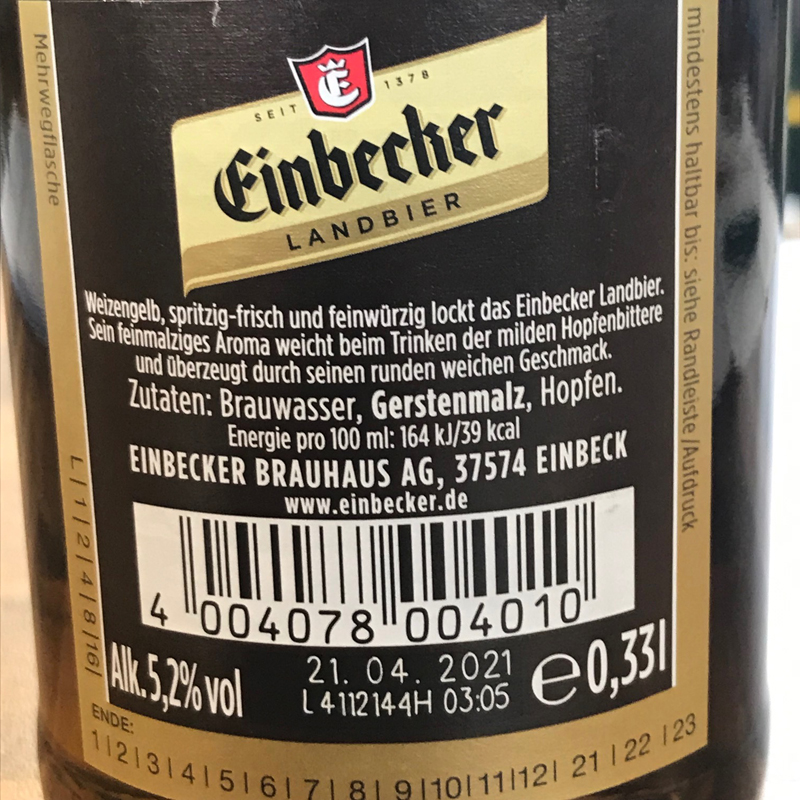 Mehrwegflasche
mindestens haltbar bis: siehe Randleiste/Aufdruck
SEIT 1378
E
Einbecker
LANDBIER
Weizengelb, spritzig-frisch und feinwürzig lockt das Einbecker Landbier.
Sein feinmalziges Aroma weicht beim Trinken der milden Hopfenbittere
und überzeugt durch seinen runden weichen Geschmack.
Zutaten: Brauwasser, Gerstenmalz, Hopfen.
Energie pro 100 ml: 164 kJ/39 kcal
EINBECKER BRAUHAUS AG, 37574 EINBECK
www.einbecker.de
4 004078 004010
L|1|2|4|8|16|
Alk. 5,2% vol
21. 04. 2021
L4112144H 03:05
e 0,33l
ENDE:
1|2|3|4|5|6|7|8|9|10|11|12| 21 | 22 | 23